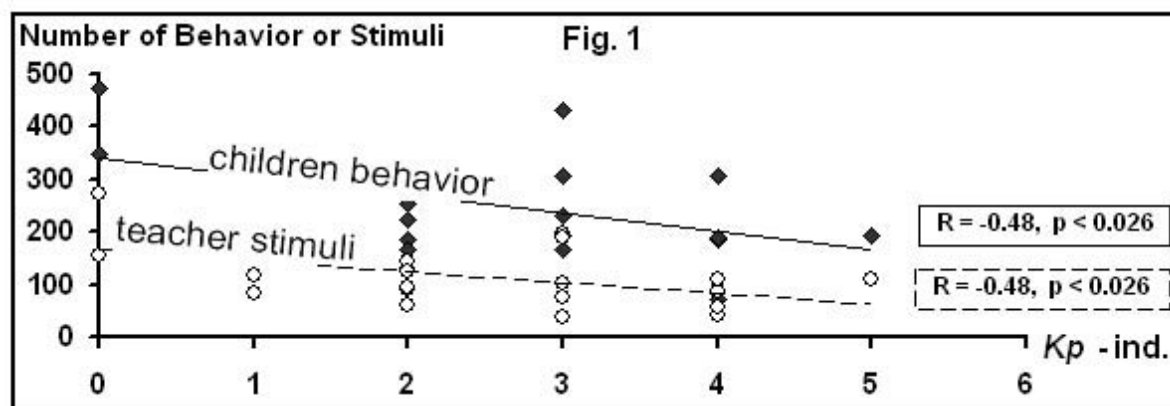 Number of Behavior or Stimuli Fig. 1
500
400
300
200
100
0
children behavior
teacher stimuli
R = -0.48, p < 0.026
R = -0.48, p < 0.026
Kp - ind.
0 1 2 3 4 5 6